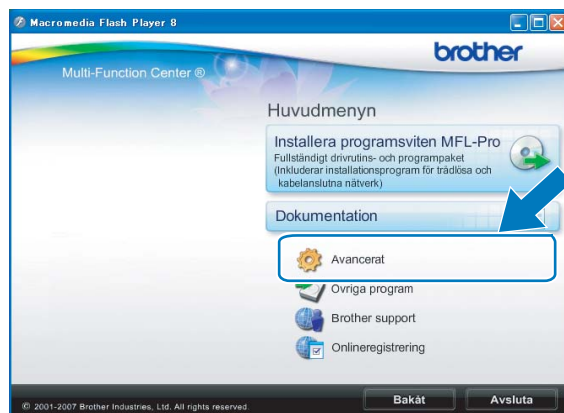 Macromedia Flash Player 8
brother
Multi-Function Center ®
Huvudmenyn
Installera programsviten MFL-Pro
Fullständigt drivrutins- och programpaket
(Inkluderar installationsprogram för trådlösa och
kabelanslutna nätverk)
Dokumentation
Avancerat
Övriga program
Brother support
Onlineregistrering
© 2001-2007 Brother Industries, Ltd. All rights reserved.
Bakåt
Avsluta